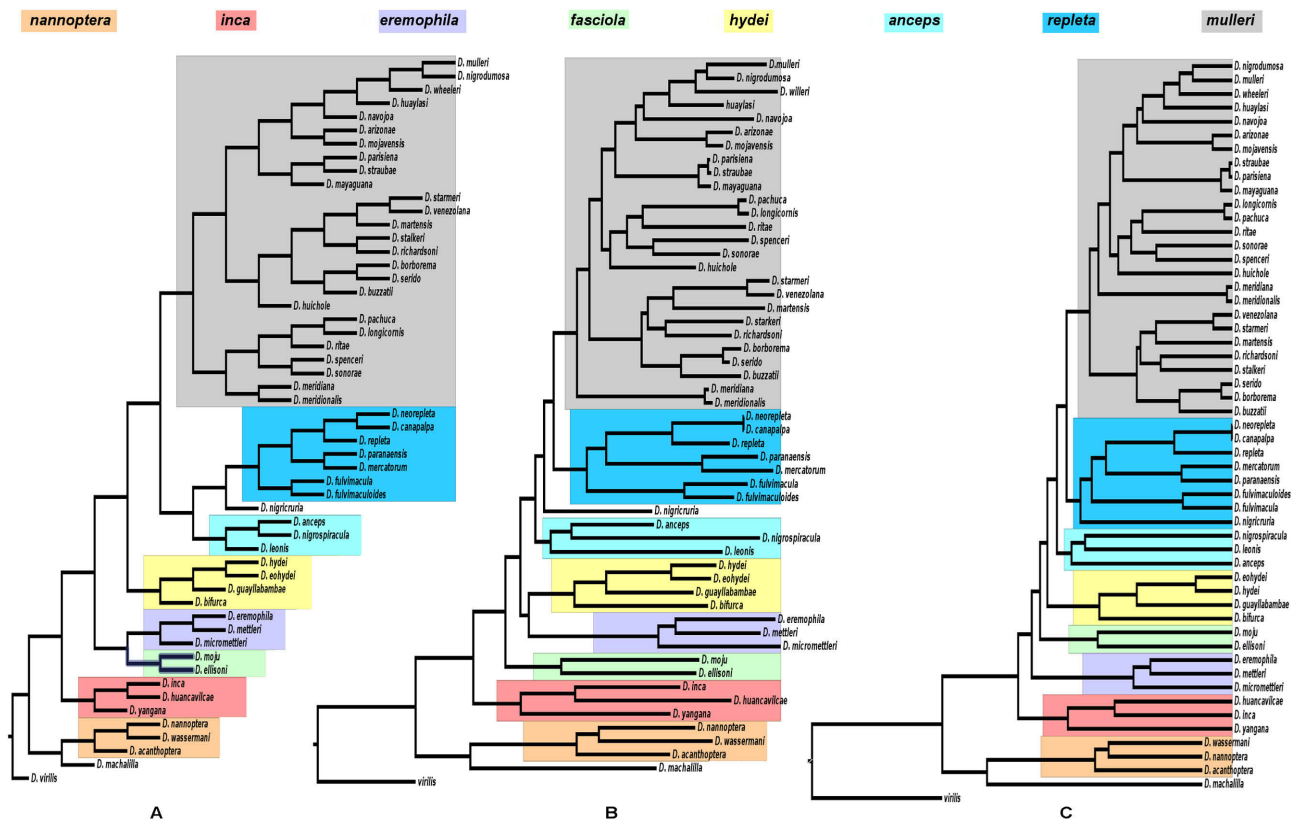 nannoptera inca eremophila fasciola hydei anceps repleta mulleri
D. mulleri
D. nigrodumosa
D. wheeleri
D. huaylasi
D. navojoa
D. arizonae
D. mojavensis
D. parisiena
D. straubae
D. mayaguana
D. starmeri
D. venezolana
D. martensis
D. stalkeri
D. richardsoni
D. borborema
D. serido
D. buzzatii
D. huichole
D. pachuca
D. longicornis
D. ritae
D. spenceri
D. sonorae
D. meridiana
D. meridionalis
D. neorepleta
D. canapalpa
D. repleta
D. paranaensis
D. mercatorum
D. fulvimacula
D. fulvimaculoides
D. nigricruria
D. anceps
D. nigrospiracula
D. leonis
D. hydei
D. eohydei
D. guayllabambae
D. bifurca
D. eremophila
D. mettleri
D. micromettleri
D. moju
D. ellisoni
D. inca
D. huancavilcae
D. yangana
D. nannoptera
D. wassermani
D. acanthoptera
D. machalilla
D. virilis
A
D.mulleri
D. nigrodumosa
D. willeri
huaylasi
D. navojoa
D. arizonae
D. mojavensis
D. parisiena
D. straubae
D. mayaguana
D. pachuca
D. longicornis
D. ritae
D. spenceri
D. sonorae
D. huichole
D. starmeri
D. venezolana
D. martensis
D. starkeri
D. richardsoni
D. borborema
D. serido
D. buzzatii
D. meridiana
D. meridionalis
D. neorepleta
D. canapalpa
D. repleta
D. paranaensis
D. mercatorum
D. fulvimacula
D. fulvimaculoides
D. nigricruria
D. anceps
D. nigrospiracula
D. leonis
D. hydei
D. eohydei
D. guayllabambae
D. bifurca
D. eremophila
D. mettleri
D. micromettleri
D. moju
D. ellisoni
D. inca
D. huancavilcae
D. yangana
D. nannoptera
D. wassermani
D. acanthoptera
D. machalilla
virilis
B
D. nigrodumosa
D. mulleri
D. wheeleri
D. huaylasi
D. navojoa
D. arizonae
D. mojavensis
D. straubae
D. parisiena
D. mayaguana
D. longicornis
D. pachuca
D. ritae
D. sonorae
D. spenceri
D. huichole
D. meridiana
D. meridionalis
D. venezolana
D. starmeri
D. martensis
D. richardsoni
D. stalkeri
D. serido
D. borborema
D. buzzatii
D. neorepleta
D. canapalpa
D. repleta
D. mercatorum
D. paranaensis
D. fulvimaculoides
D. fulvimacula
D. nigricruria
D. nigrospiracula
D. leonis
D. anceps
D. eohydei
D. hydei
D. guayllabambae
D. bifurca
D. moju
D. ellisoni
D. eremophila
D. mettleri
D. micromettleri
D. huancavilcae
D. inca
D. yangana
D. wassermani
D. nannoptera
D. acanthoptera
D. machalilla
virilis
C